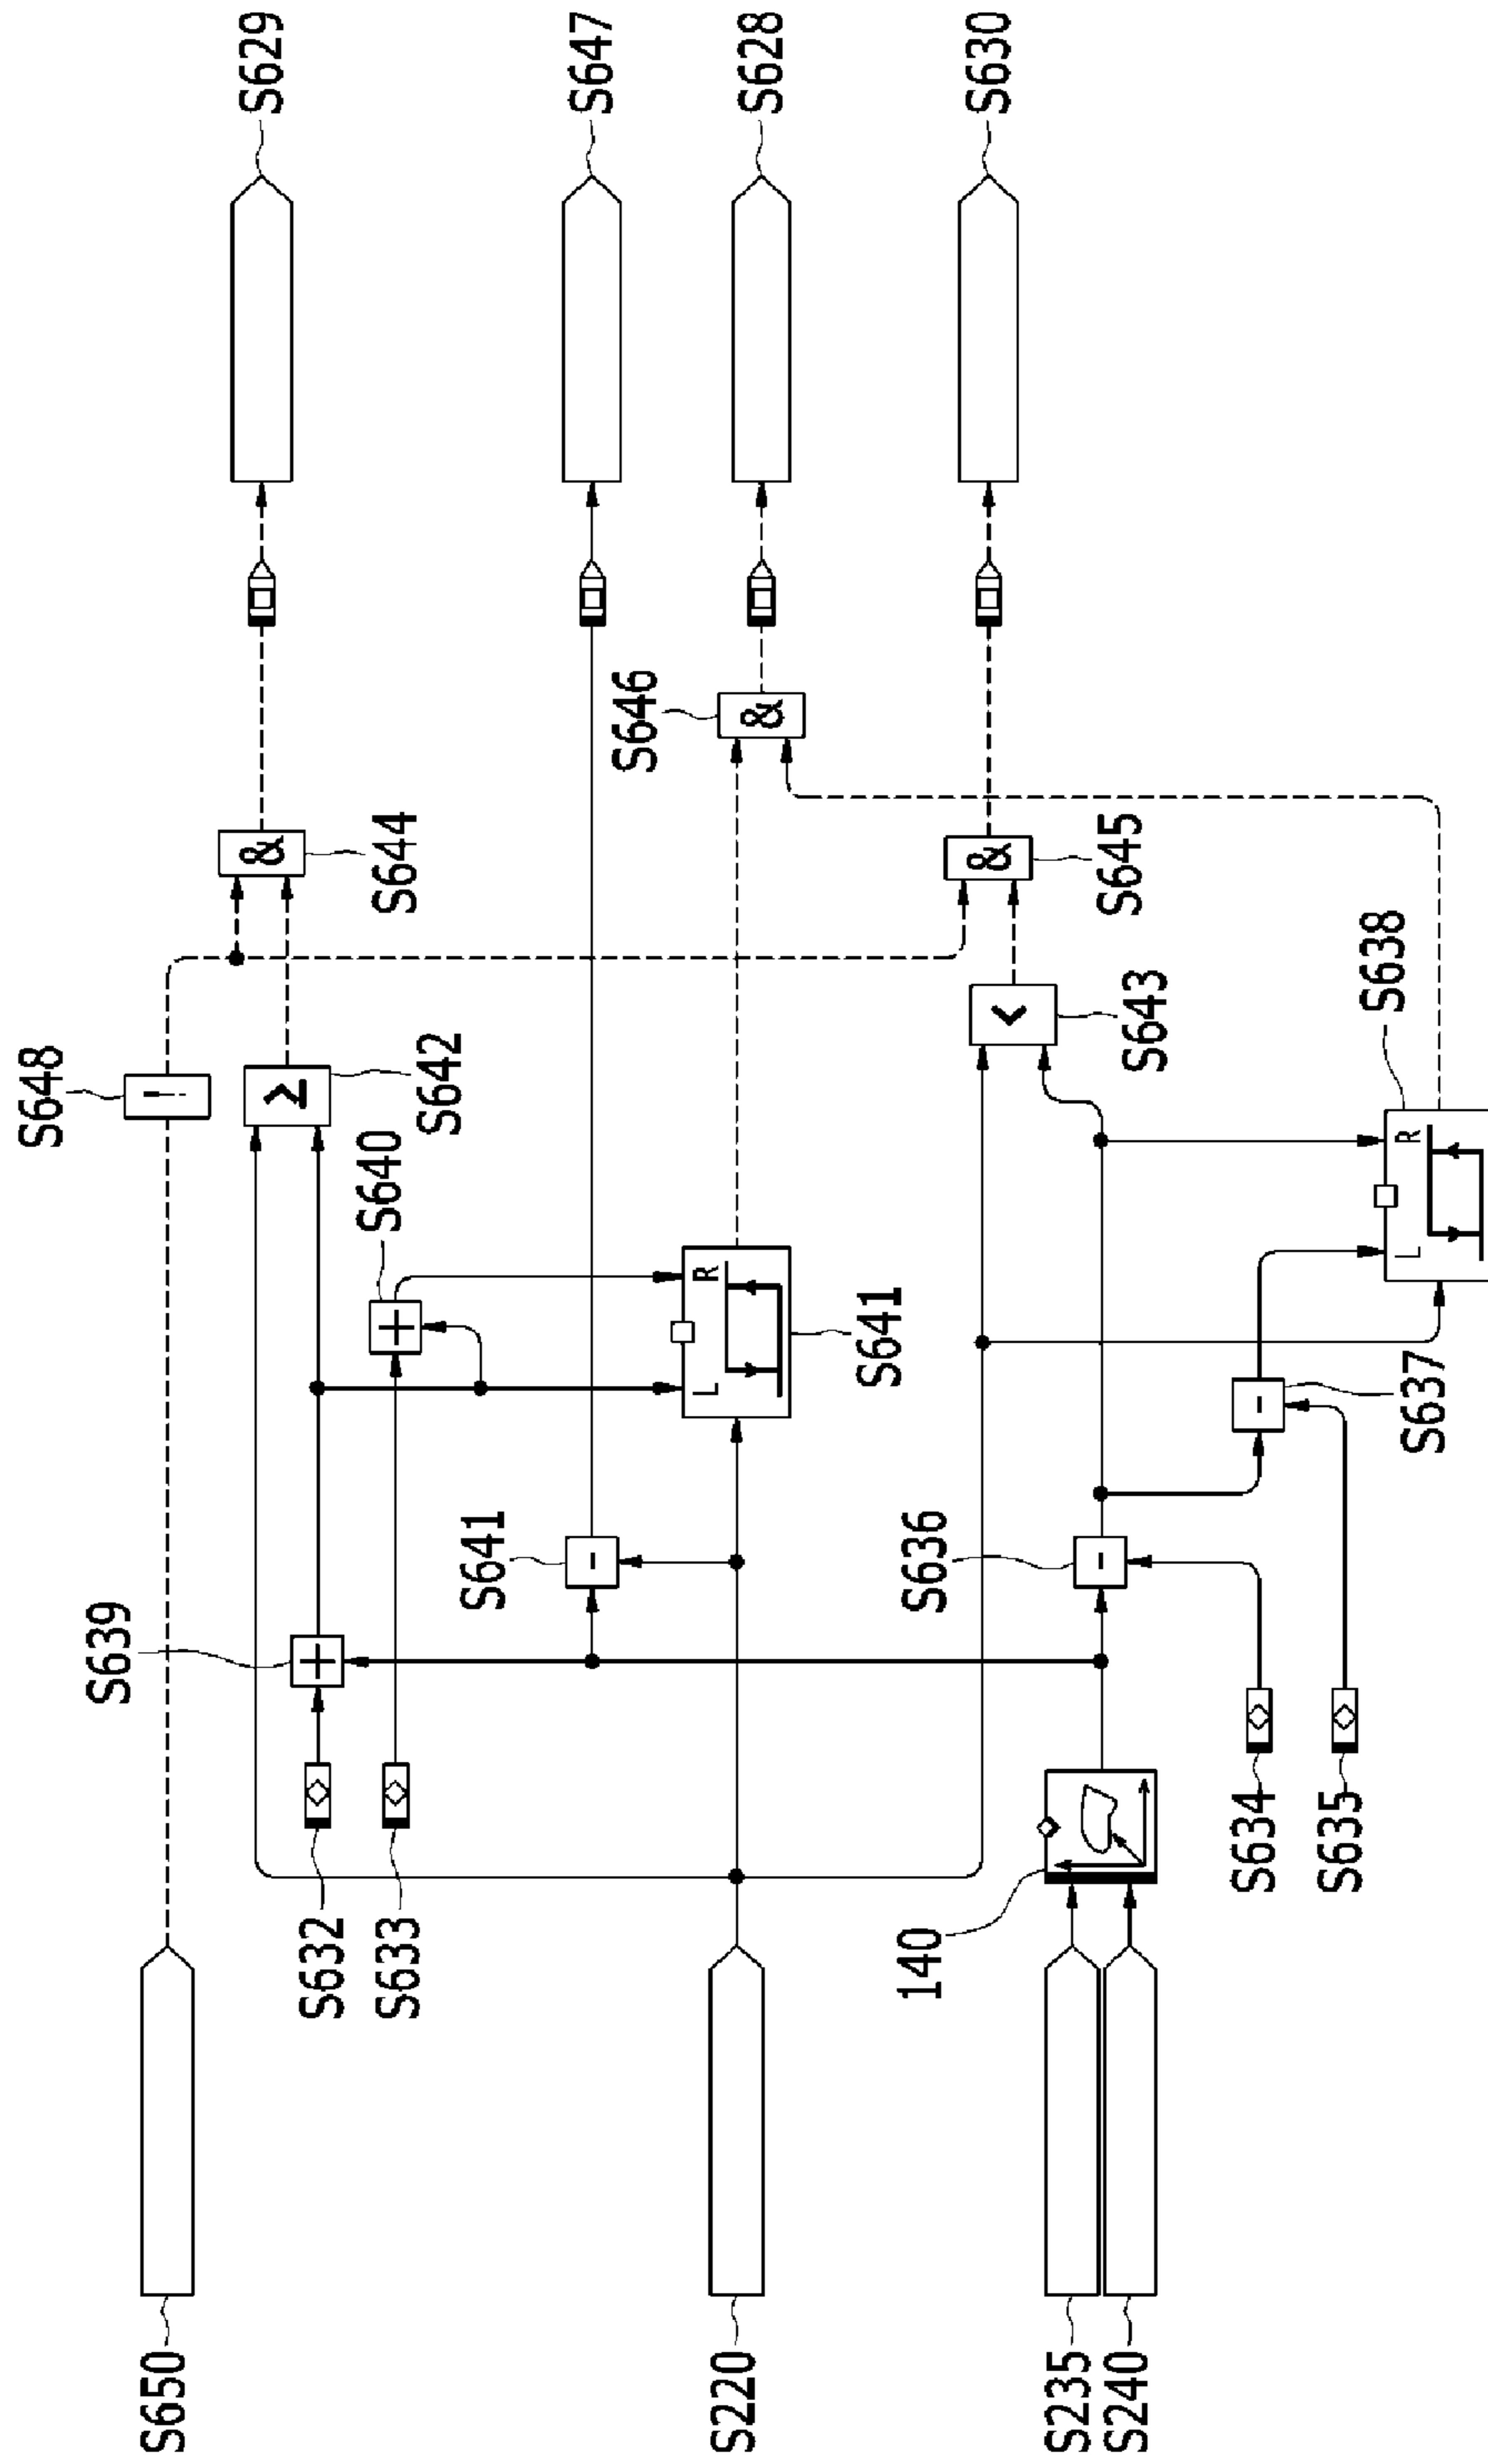 S648
!
S639
S650
S629
&
S632
≥
S644
S633
S640
+
+
S642
S641
-
S647
S646
L
R
S220
&
S628
S641
140
S636
<
&
S630
S235
-
S645
S240
S643
S634
-
S635
S637
S638
L
R